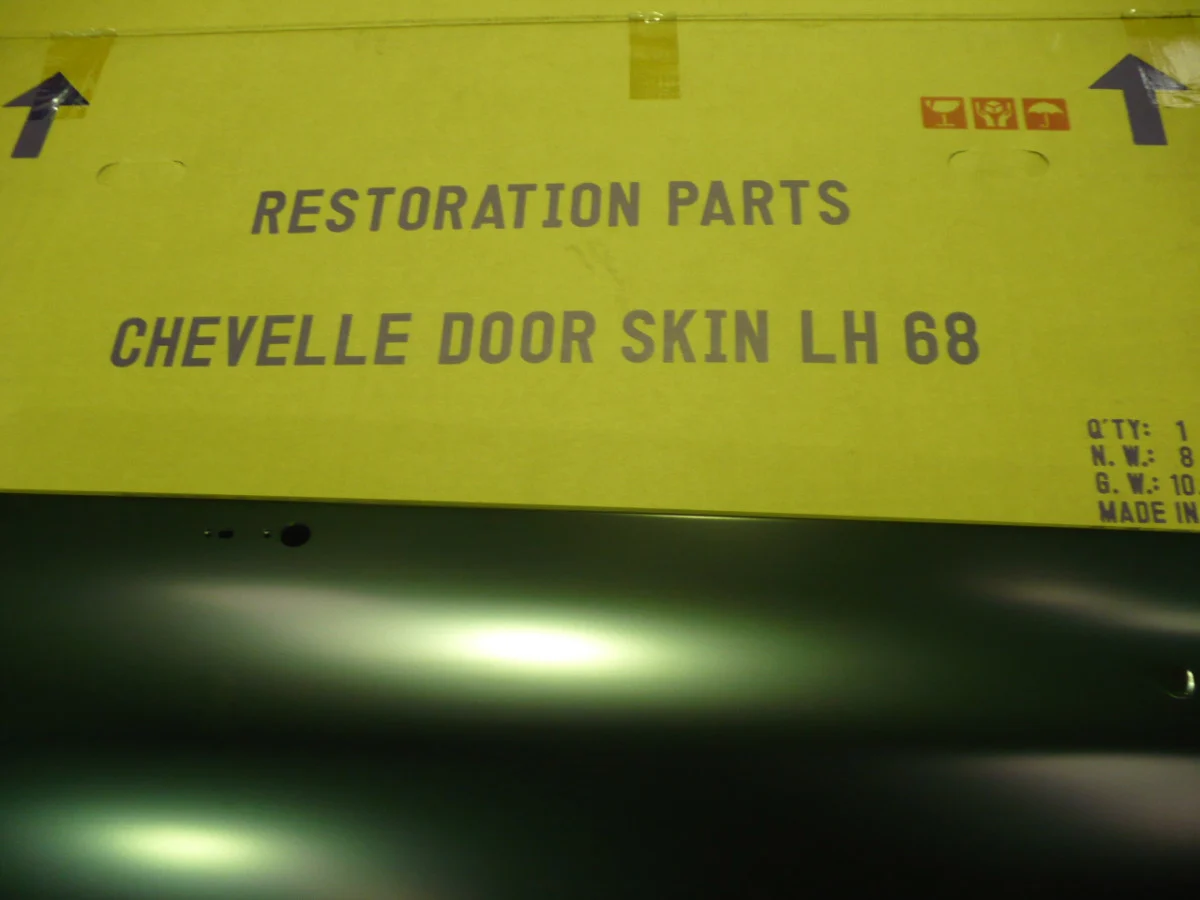 RESTORATION PARTS
CHEVELLE DOOR SKIN LH 68
Q'TY: 1
N. W.: 8
G. W.: 10.
MADE IN